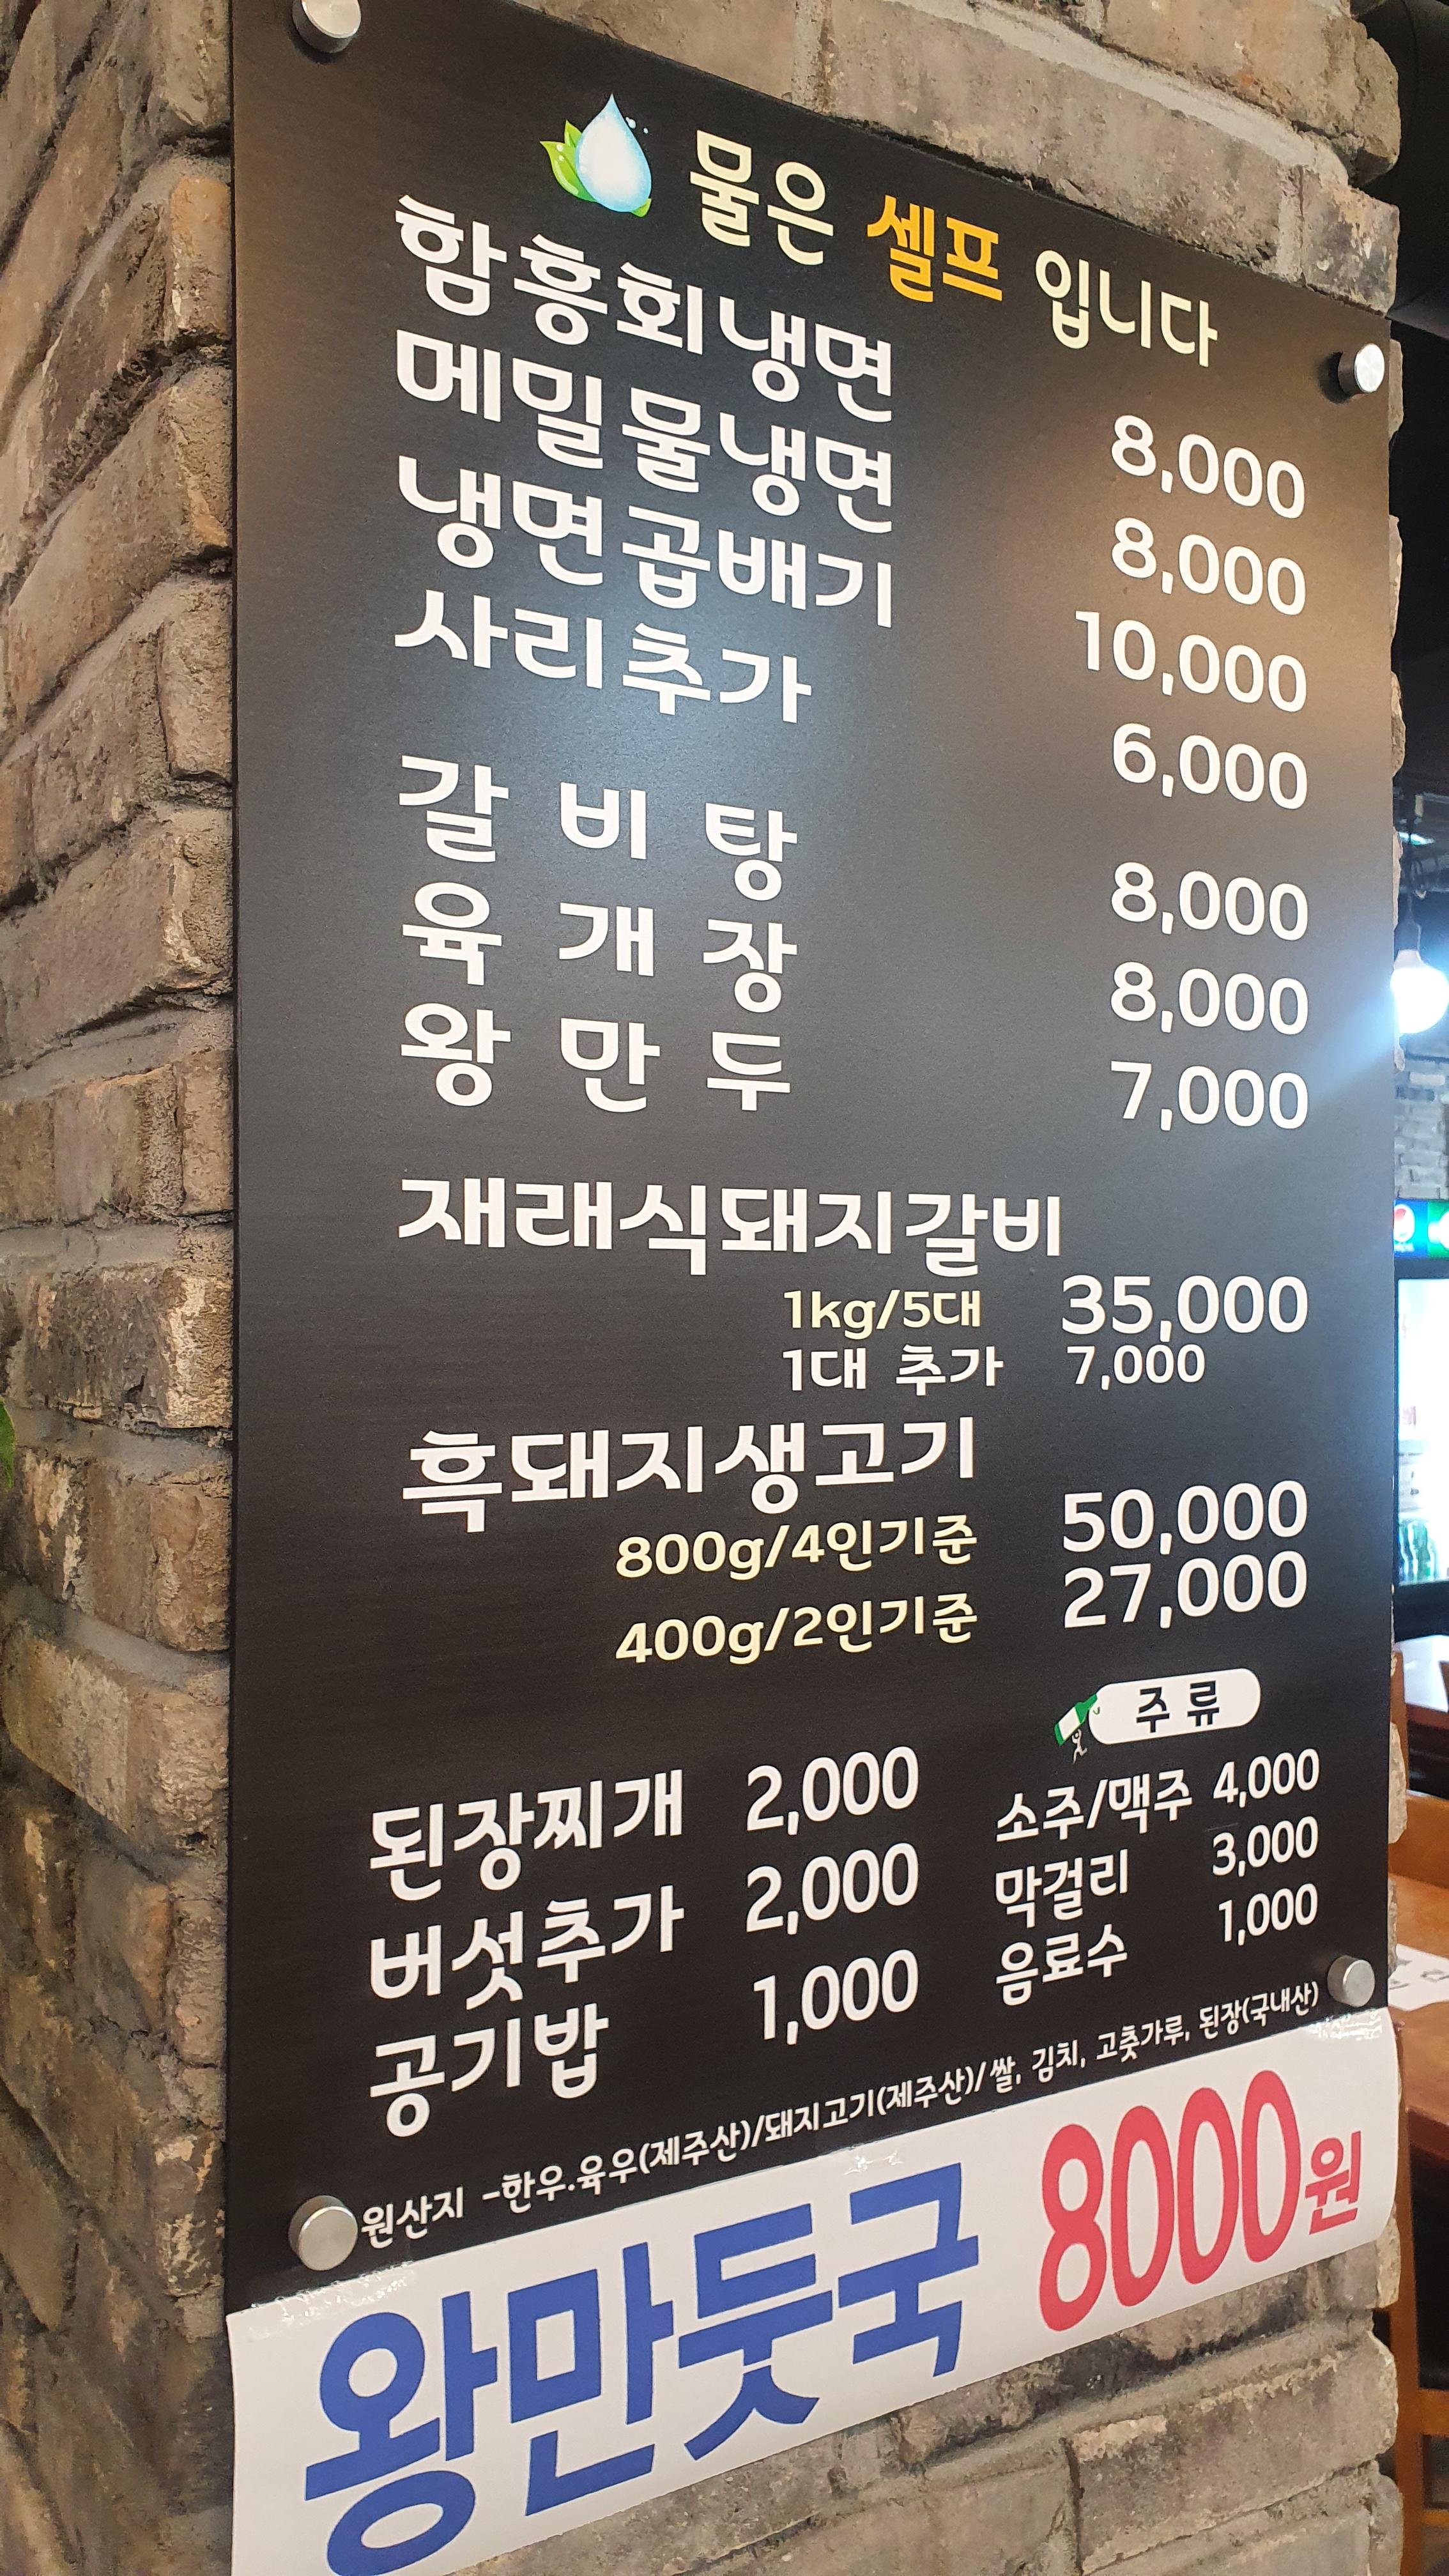 물은 셀프 입니다
함흥회냉면 8,000
메밀물냉면 8,000
냉면곱배기 10,000
사리추가 6,000
갈비탕 8,000
육개장 8,000
왕만두 7,000
재래식돼지갈비
1kg/5대 35,000
1대 추가 7,000
흑돼지생고기
800g/4인기준 50,000
400g/2인기준 27,000
된장찌개 2,000
버섯추가 2,000
공기밥 1,000
주류
소주/맥주 4,000
막걸리 3,000
음료수 1,000
원산지 -한우.육우(제주산)/돼지고기(제주산)/쌀, 김치, 고춧가루, 된장(국내산)
왕만둣국 8000원